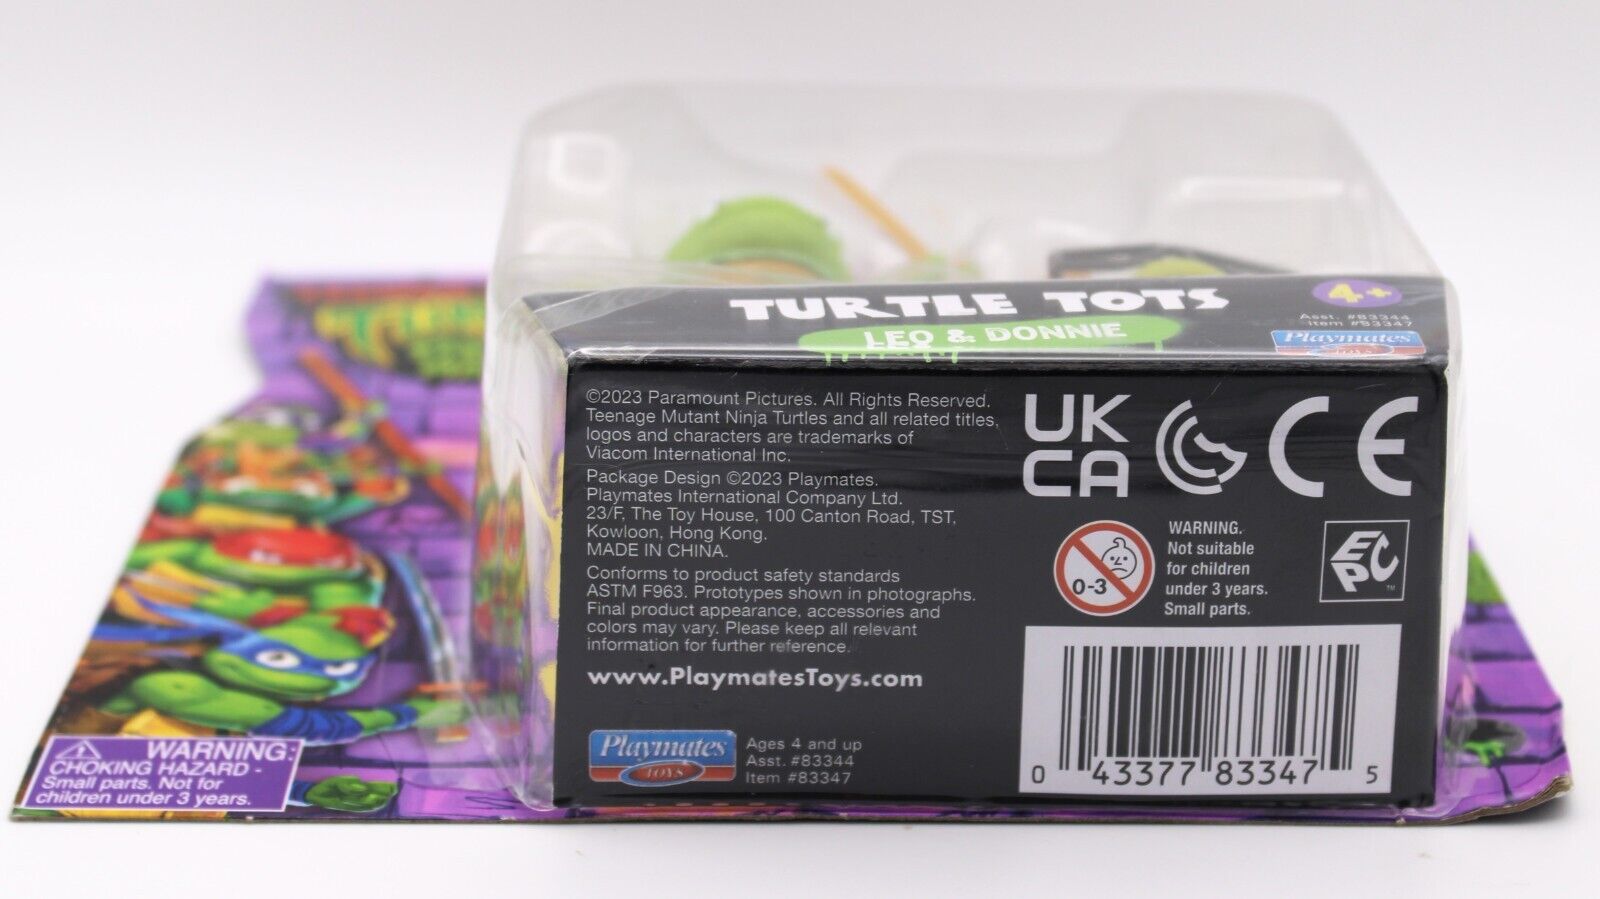 TURTLE TOTS
LEO & DONNIE
4+
Asst. #83344
Item #83347
Playmates
TOYS
©2023 Paramount Pictures. All Rights Reserved.
Teenage Mutant Ninja Turtles and all related titles,
logos and characters are trademarks of
Viacom International Inc.
Package Design ©2023 Playmates.
Playmates International Company Ltd.
23/F, The Toy House, 100 Canton Road, TST,
Kowloon, Hong Kong.
MADE IN CHINA.
Conforms to product safety standards
ASTM F963. Prototypes shown in photographs.
Final product appearance, accessories and
colors may vary. Please keep all relevant
information for further reference.
www.PlaymatesToys.com
Playmates
TOYS
Ages 4 and up
Asst. #83344
Item #83347
UK
CA
CE
0-3
WARNING.
Not suitable
for children
under 3 years.
Small parts.
EPC
™
0 43377 83347 5
WARNING:
CHOKING HAZARD -
Small parts. Not for
children under 3 years.